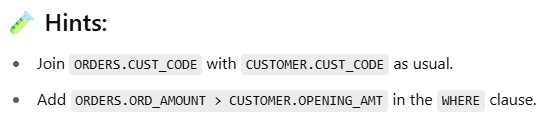 Hints:
Join ORDERS.CUST_CODE with CUSTOMER.CUST_CODE as usual.
Add ORDERS.ORD_AMOUNT > CUSTOMER.OPENING_AMT in the WHERE clause.